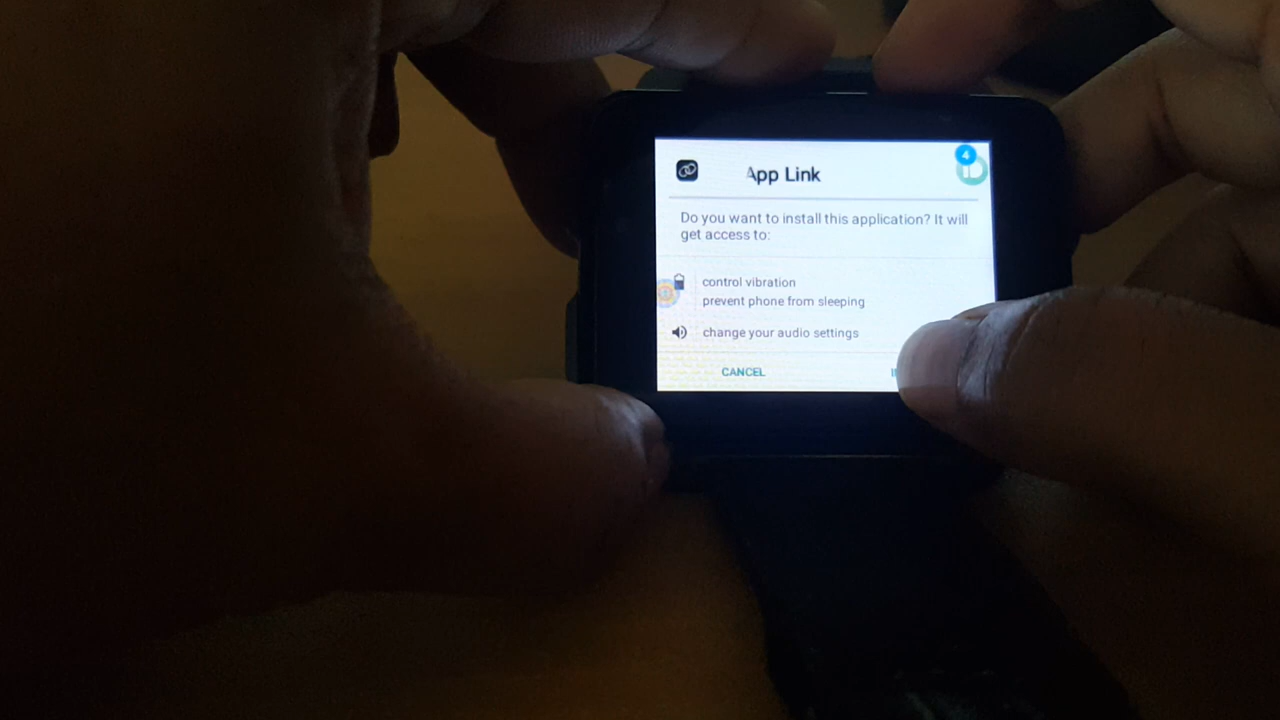 4
App Link
Do you want to install this application? It will
get access to:
control vibration
prevent phone from sleeping
change your audio settings
CANCEL